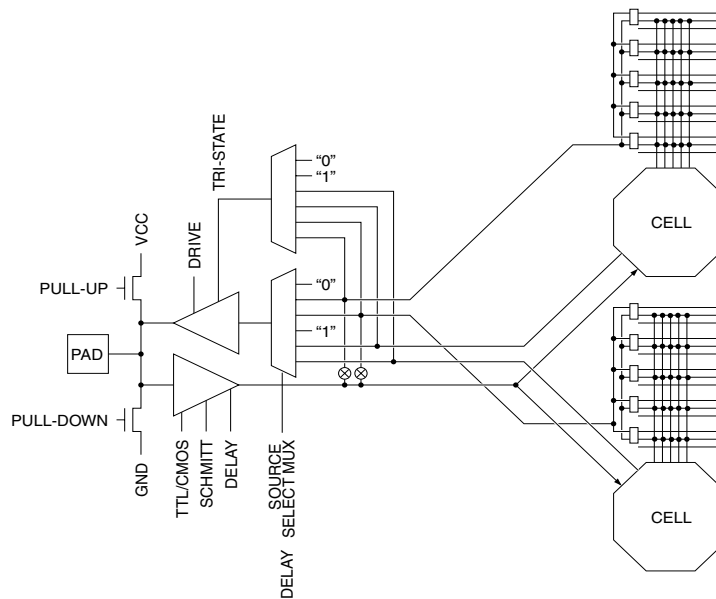 "0"
"1"
TRI-STATE
CELL
VCC
DRIVE
PULL-UP
"0"
"1"
PAD
PULL-DOWN
GND
TTL/CMOS
SCHMITT
DELAY
SOURCE
SELECT MUX
DELAY
CELL